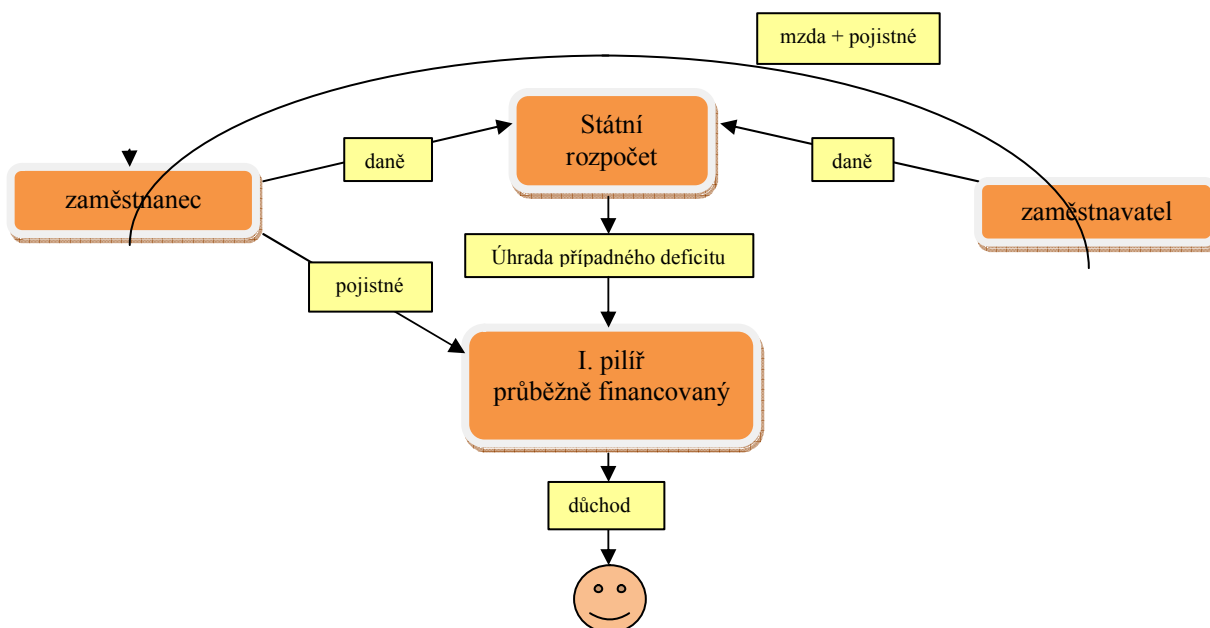 mzda + pojistné
Státní
rozpočet
daně
daně
zaměstnanec
zaměstnavatel
Úhrada případného deficitu
pojistné
I. pilíř
průběžně financovaný
důchod